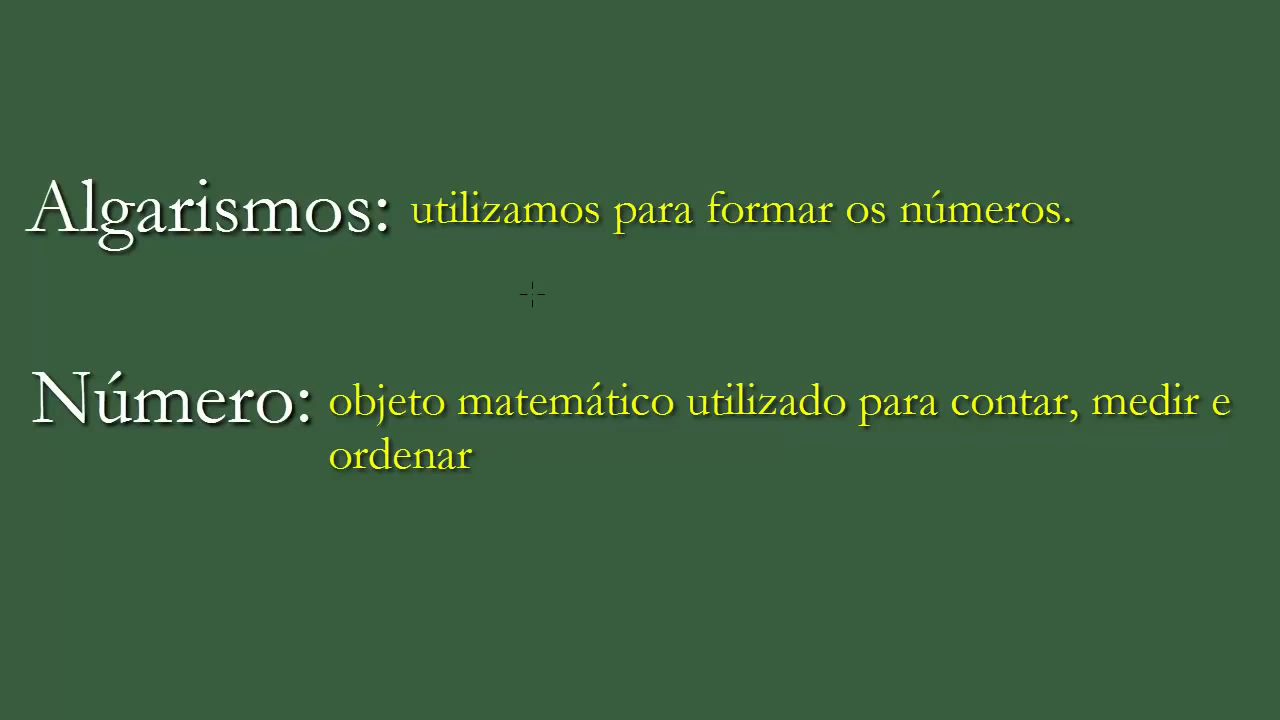 Algarismos: utilizamos para formar os números.
Número: objeto matemático utilizado para contar, medir e
ordenar